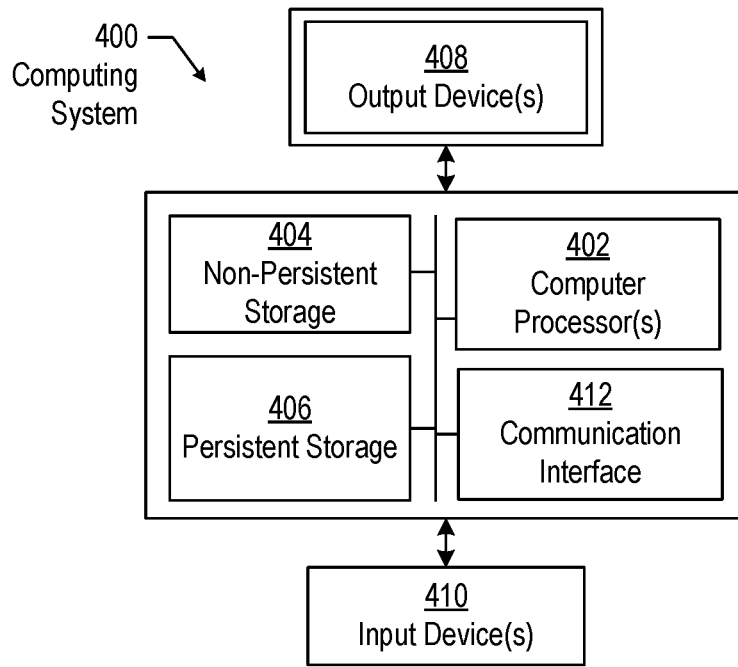 400
Computing
System
408
Output Device(s)
404
Non-Persistent
Storage
402
Computer
Processor(s)
406
Persistent Storage
412
Communication
Interface
410
Input Device(s)